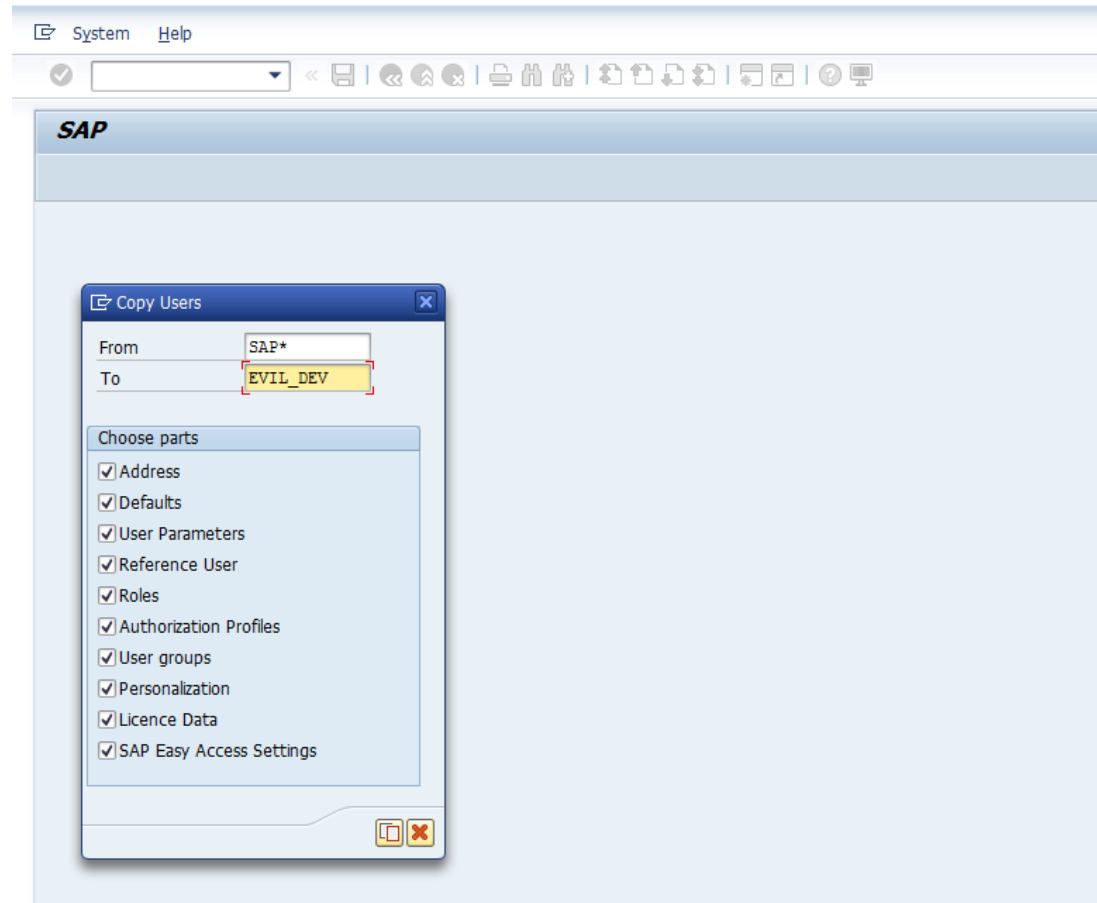 System Help
SAP
Copy Users
From SAP*
To EVIL_DEV
Choose parts
Address
Defaults
User Parameters
Reference User
Roles
Authorization Profiles
User groups
Personalization
Licence Data
SAP Easy Access Settings